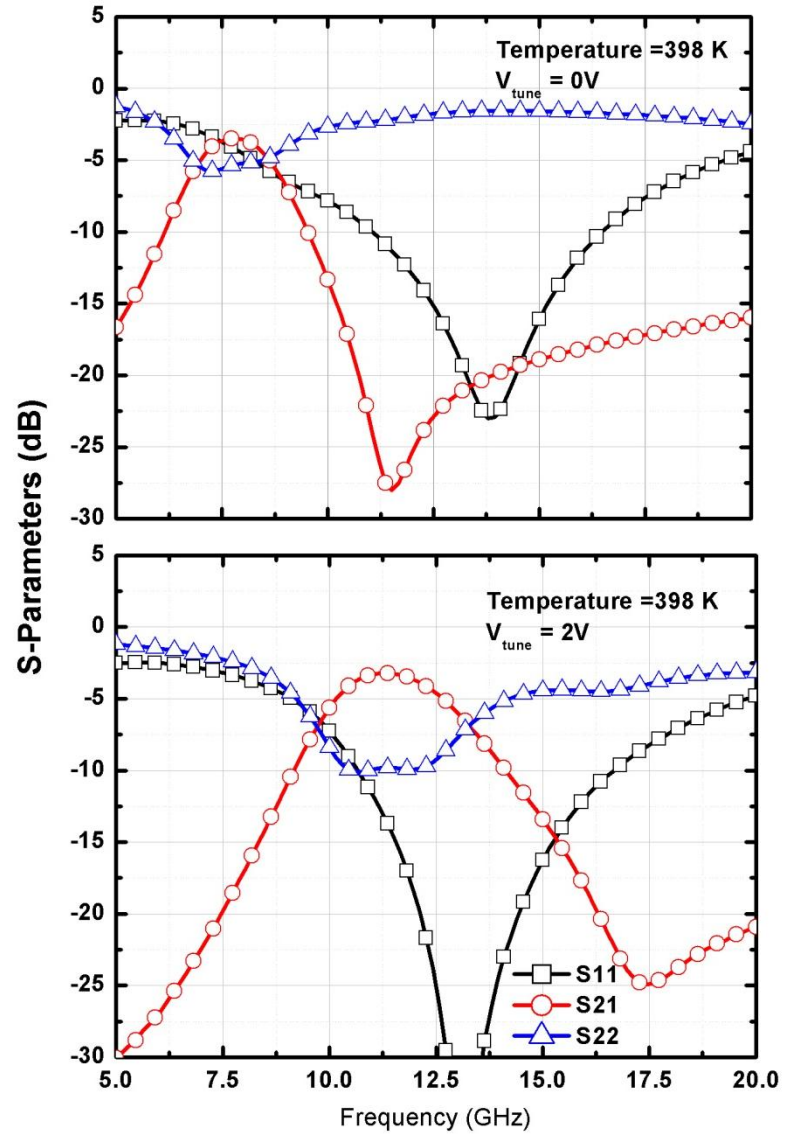 5
0
-5
-10
-15
-20
-25
-30
Temperature =398 K
V_tune = 0V
S-Parameters (dB)
5
0
-5
-10
-15
-20
-25
-30
Temperature =398 K
V_tune = 2V
S11
S21
S22
5.0 7.5 10.0 12.5 15.0 17.5 20.0
Frequency (GHz)